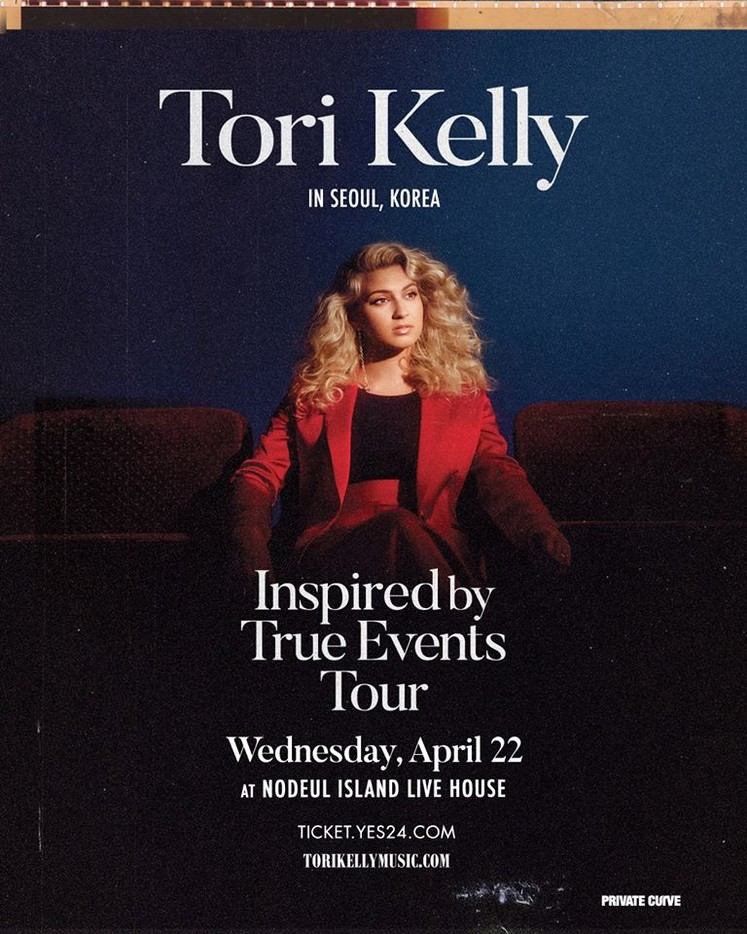 Tori Kelly
IN SEOUL, KOREA
Inspired by
True Events
Tour
Wednesday, April 22
AT NODEUL ISLAND LIVE HOUSE
TICKET.YES24.COM
TORIKELLYMUSIC.COM
PRIVATE CURVE